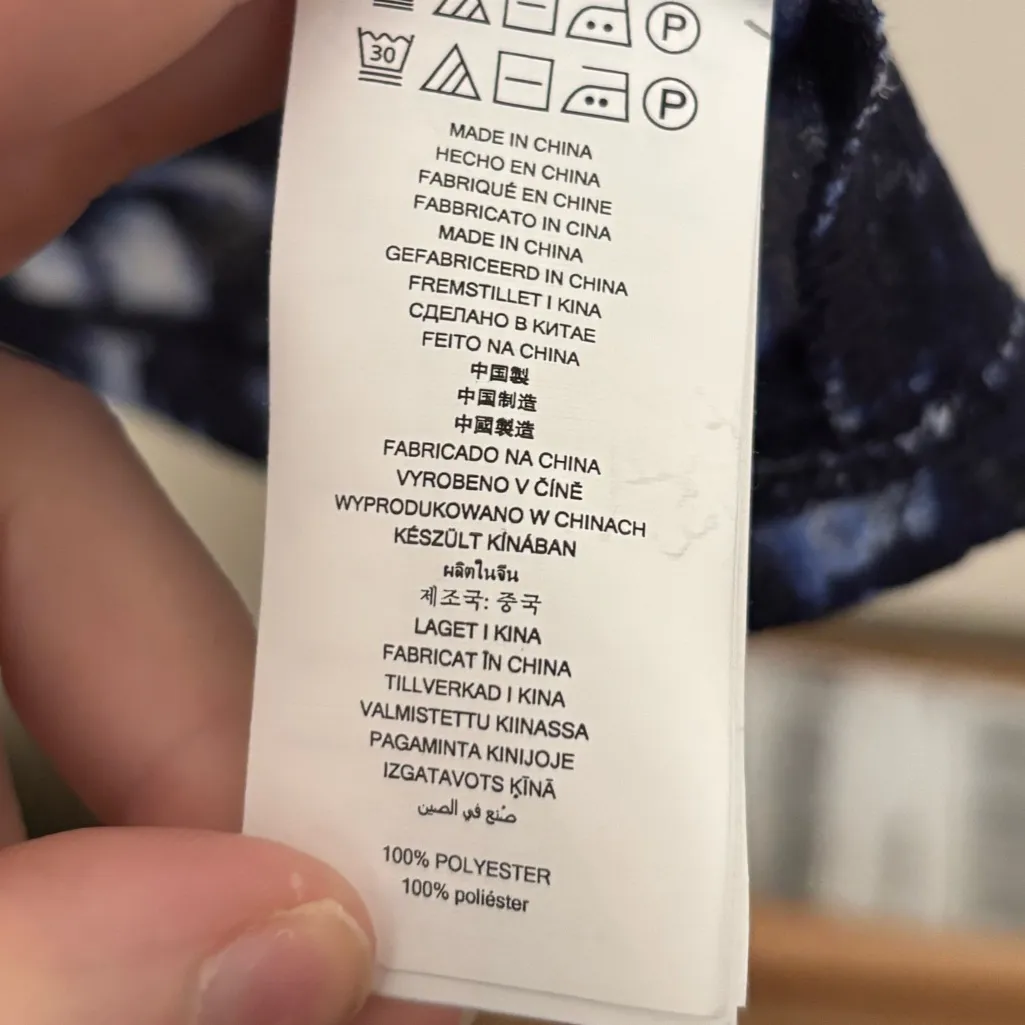 P
30 P
MADE IN CHINA
HECHO EN CHINA
FABRIQUÉ EN CHINE
FABBRICATO IN CINA
MADE IN CHINA
GEFABRICEERD IN CHINA
FREMSTILLET I KINA
СДЕЛАНО В КИТАЕ
FEITO NA CHINA
中国製
中国制造
中國製造
FABRICADO NA CHINA
VYROBENO V ČÍNĚ
WYPRODUKOWANO W CHINACH
KÉSZÜLT KÍNÁBAN
ผลิตในจีน
제조국: 중국
LAGET I KINA
FABRICAT ÎN CHINA
TILLVERKAD I KINA
VALMISTETTU KIINASSA
PAGAMINTA KINIJOJE
IZGATAVOTS ĶĪNĀ
صُنع في الصين
100% POLYESTER
100% poliéster